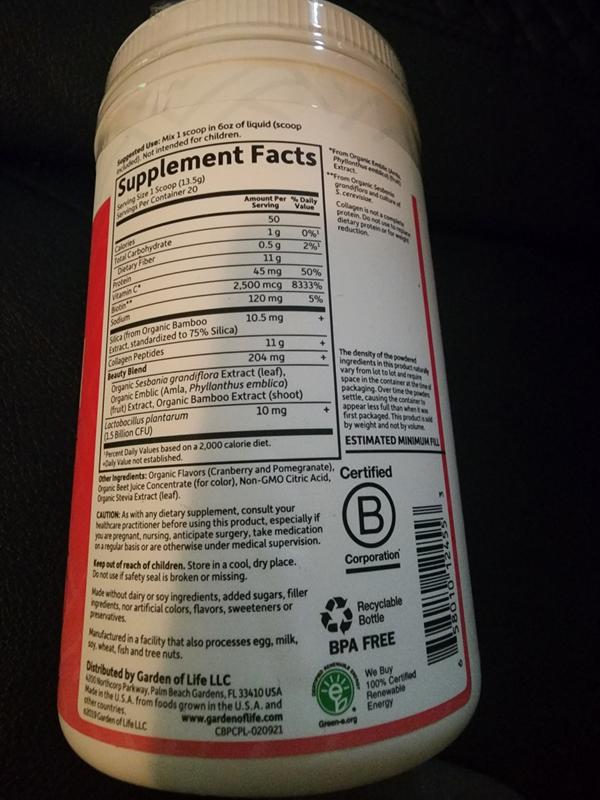 Suggested Use: Mix 1 scoop in 6oz of liquid (scoop
included). Not intended for children.
Supplement Facts
Serving Size 1 Scoop (13.5g)
Servings Per Container 20
Amount Per Serving % Daily Value
Calories 50
Total Carbohydrate 1 g 0%¹
Dietary Fiber 0.5 g 2%¹
Protein 11 g
Vitamin C* 45 mg 50%
Biotin** 2,500 mcg 8333%
Sodium 120 mg 5%
Silica (from Organic Bamboo 10.5 mg +
Extract, standardized to 75% Silica)
Collagen Peptides 11 g +
Beauty Blend 204 mg +
Organic Sesbania grandiflora Extract (leaf),
Organic Emblic (Amla, Phyllanthus emblica)
(fruit) Extract, Organic Bamboo Extract (shoot)
Lactobacillus plantarum 10 mg +
(1.5 Billion CFU)
¹Percent Daily Values based on a 2,000 calorie diet.
+Daily Value not established.
Other Ingredients: Organic Flavors (Cranberry and Pomegranate),
Organic Beet Juice Concentrate (for color), Non-GMO Citric Acid,
Organic Stevia Extract (leaf).
CAUTION: As with any dietary supplement, consult your
healthcare practitioner before using this product, especially if
you are pregnant, nursing, anticipate surgery, take medication
on a regular basis or are otherwise under medical supervision.
Keep out of reach of children. Store in a cool, dry place.
Do not use if safety seal is broken or missing.
Made without dairy or soy ingredients, added sugars, filler
ingredients, nor artificial colors, flavors, sweeteners or
preservatives.
Manufactured in a facility that also processes egg, milk,
soy, wheat, fish and tree nuts.
Distributed by Garden of Life LLC
4200 Northcorp Parkway, Palm Beach Gardens, FL 33410 USA
Made in the U.S.A. from foods grown in the U.S.A. and
other countries. www.gardenoflife.com
©2019 Garden of Life LLC CBPCPL-020921
*From Organic Emblic (Amla,
Phyllanthus emblica) (fruit)
Extract.
**From Organic Sesbania
grandiflora and culture of
S. cerevisiae.
Collagen is not a complete
protein. Do not use to replace
dietary protein or for weight
reduction.
The density of the powdered
ingredients in this product naturally
vary from lot to lot and require
space in the container at the time of
packaging. Over time the powders
settle, causing the container to
appear less full than when it was
first packaged. This product is sold
by weight and not by volume.
ESTIMATED MINIMUM FILL
Certified
B
Corporation
Recyclable
Bottle
BPA FREE
We Buy
100% Certified
Renewable
Energy
Green-e.org
58010 12455